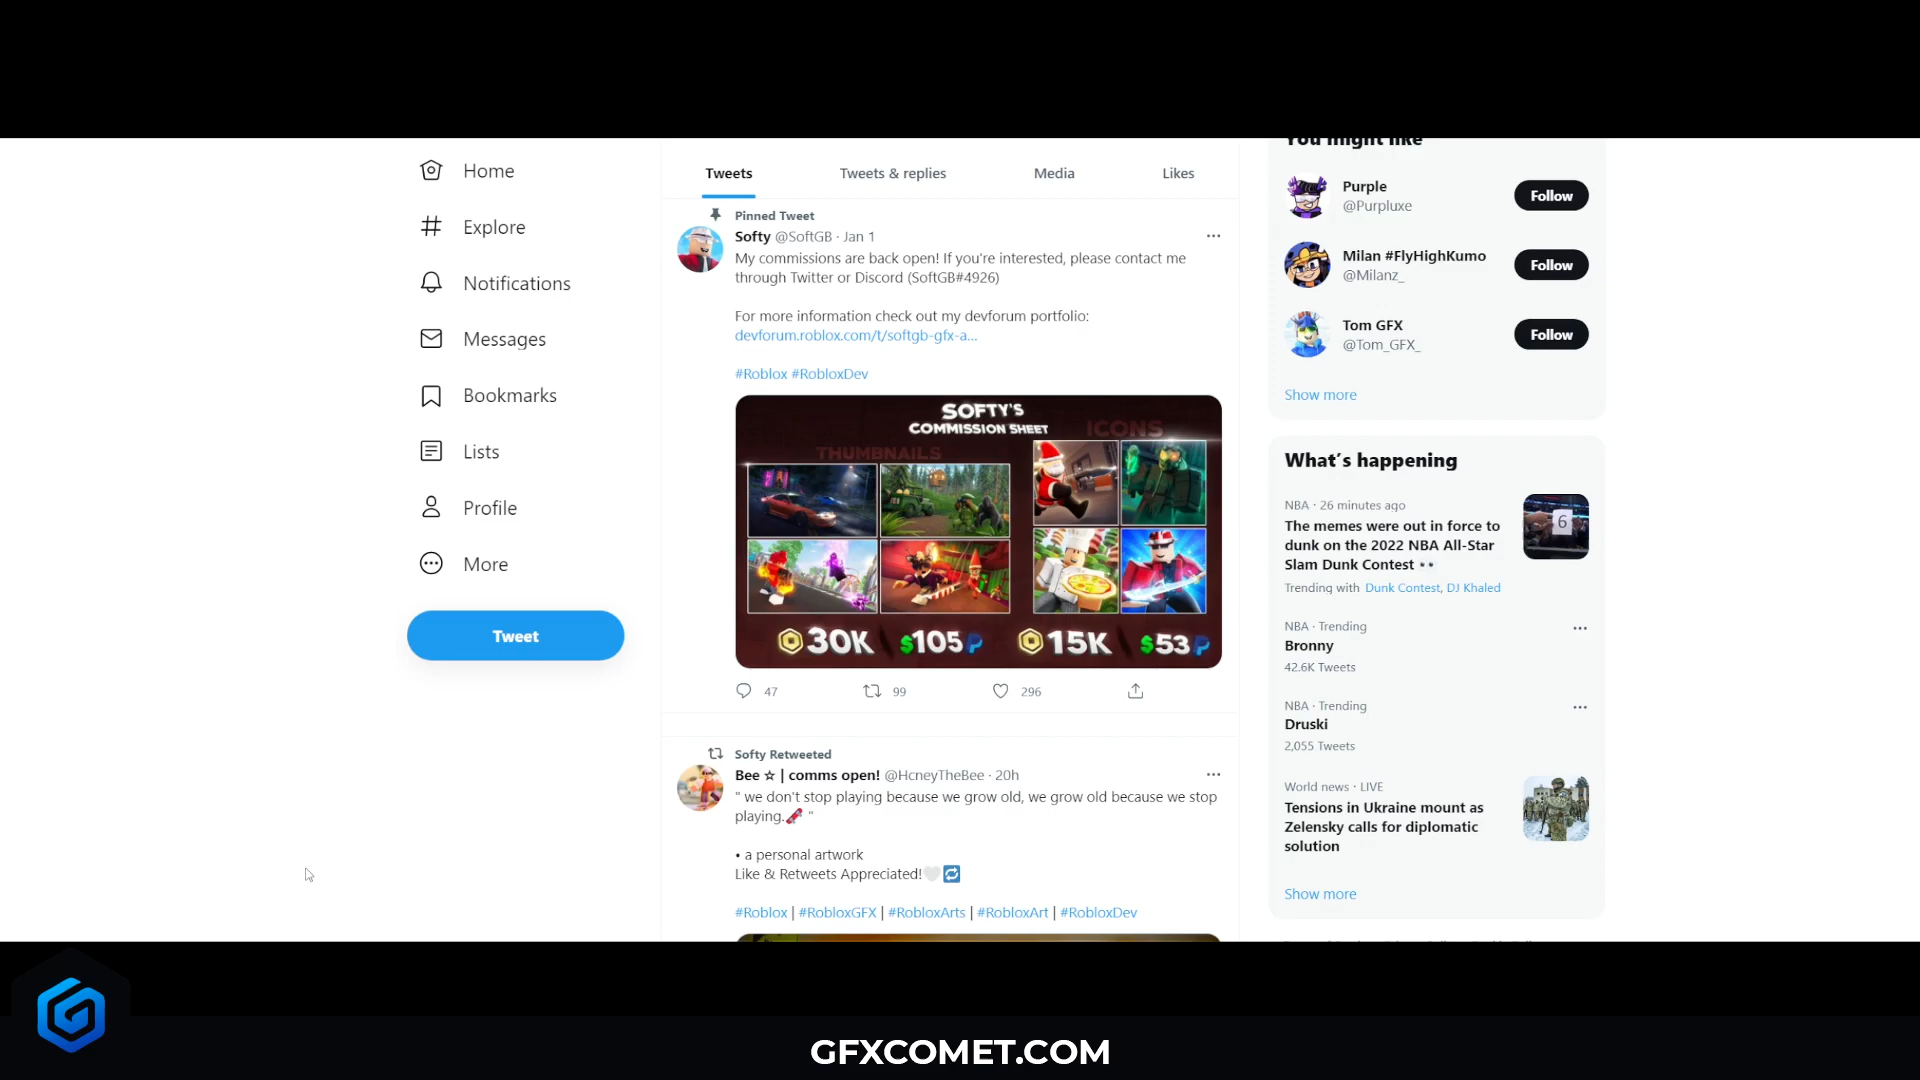 Home
Explore
Notifications
Messages
Bookmarks
Lists
Profile
More
Tweet
Tweets
Tweets & replies
Media
Likes
Pinned Tweet
Softy @SoftGB · Jan 1
My commissions are back open! If you're interested, please contact me
through Twitter or Discord (SoftGB#4926)
For more information check out my devforum portfolio:
devforum.roblox.com/t/softgb-gfx-a...
#Roblox #RobloxDev
SOFTY'S
COMMISSION SHEET
THUMBNAILS
ICONS
30K
$105
15K
$53
47
99
296
Softy Retweeted
Bee ☆ | comms open! @HcneyTheBee · 20h
" we don't stop playing because we grow old, we grow old because we stop
playing. "
• a personal artwork
Like & Retweets Appreciated!
#Roblox | #RobloxGFX | #RobloxArts | #RobloxArt | #RobloxDev
You might like
Purple
@Purpluxe
Follow
Milan #FlyHighKumo
@Milanz_
Follow
Tom GFX
@Tom_GFX_
Follow
Show more
What's happening
NBA · 26 minutes ago
The memes were out in force to
dunk on the 2022 NBA All-Star
Slam Dunk Contest 👀
6
Trending with Dunk Contest, DJ Khaled
NBA · Trending
Bronny
42.6K Tweets
NBA · Trending
Druski
2,055 Tweets
World news · LIVE
Tensions in Ukraine mount as
Zelensky calls for diplomatic
solution
Show more
GFXCOMET.COM